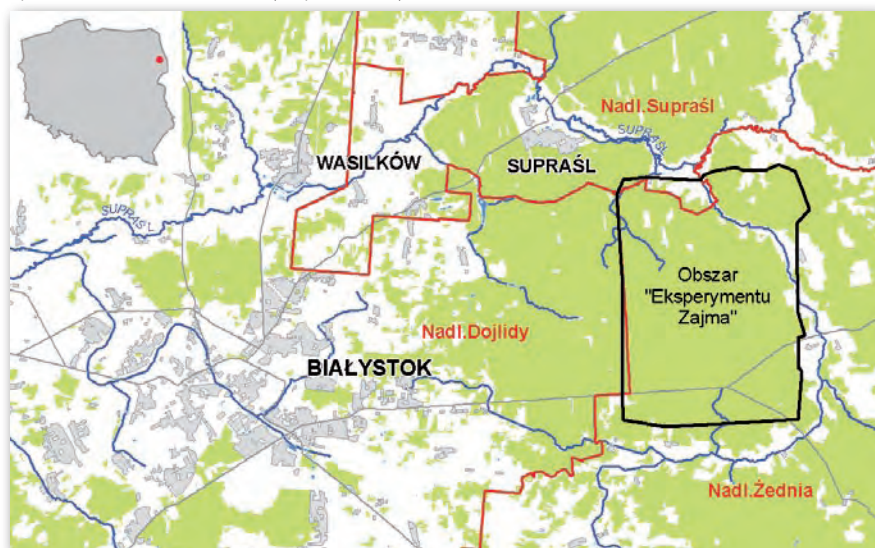 Nadl.Supraśl
SUPRAŚL
WASILKÓW
SUPRAŚL
SUPRAŚL
Obszar
"Eksperymentu
Zajma"
Nadl.Dojlidy
BIAŁYSTOK
Nadl.Żednia